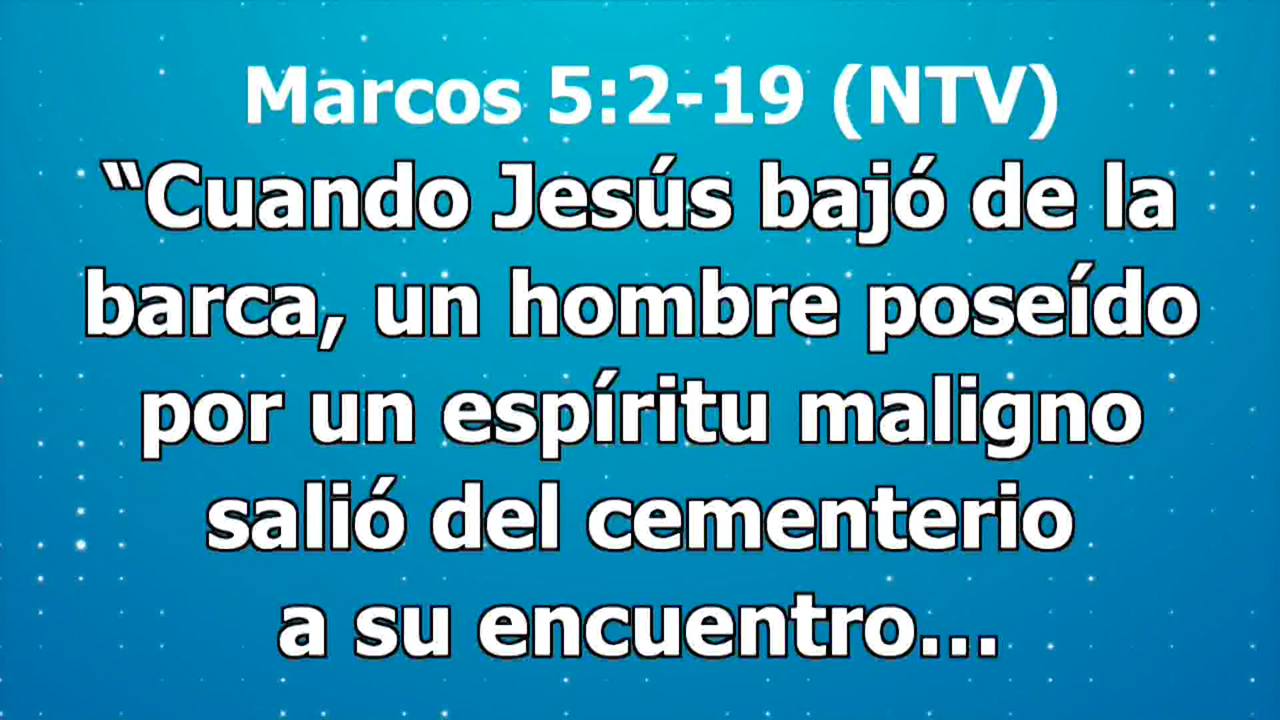 Marcos 5:2-19 (NTV)
“Cuando Jesús bajó de la
barca, un hombre poseído
por un espíritu maligno
salió del cementerio
a su encuentro...